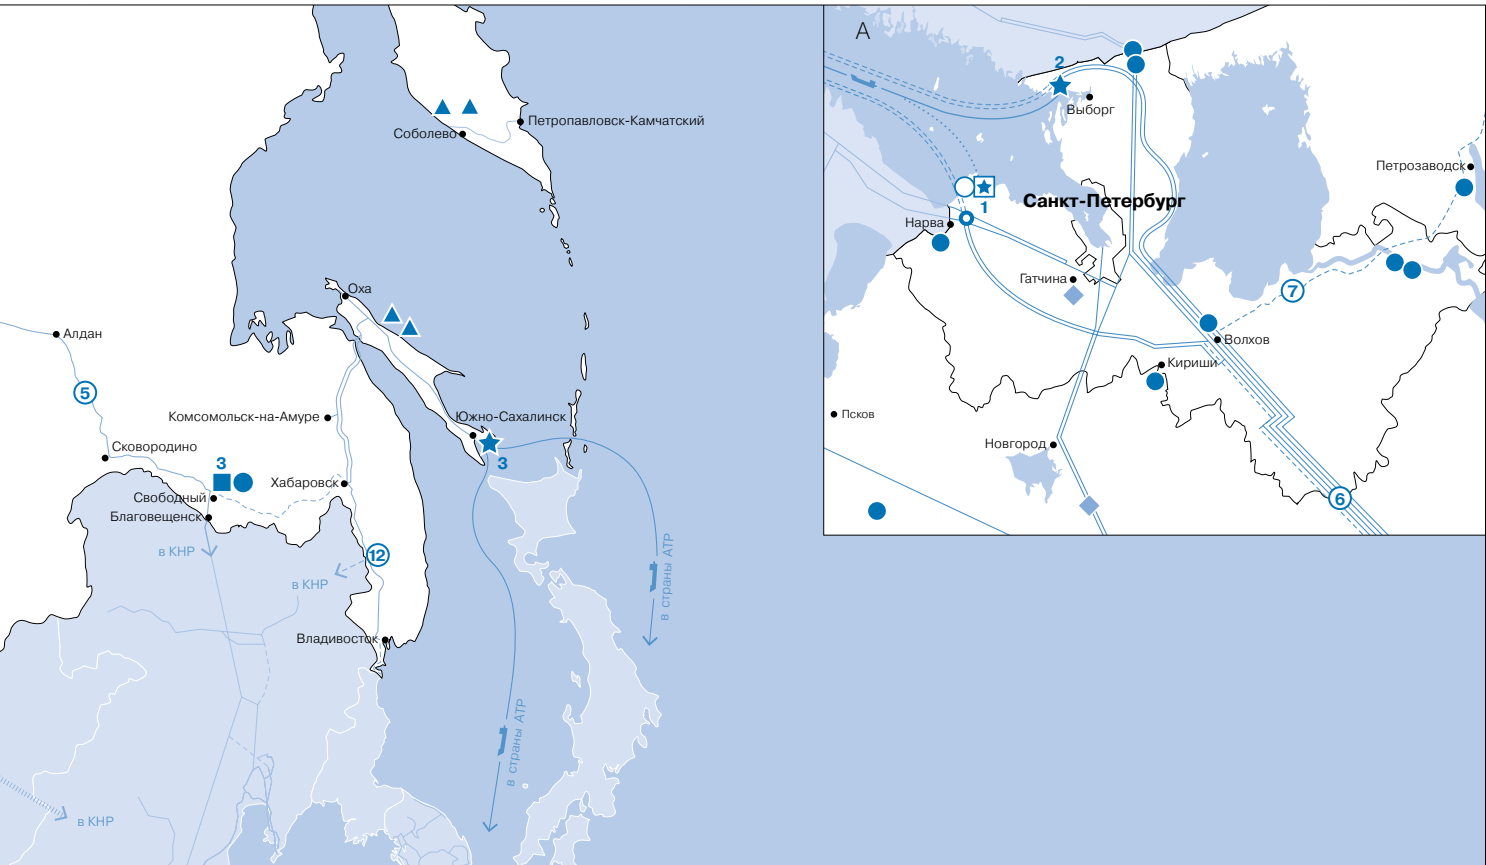 Петропавловск-Камчатский
Соболево
Оха
Алдан
5
Комсомольск-на-Амуре
Южно-Сахалинск
3
Сковородино
3
Хабаровск
Свободный
Благовещенск
в КНР
12
в КНР
Владивосток
в страны АТР
в страны АТР
в КНР
A
2
Выборг
Петрозаводск
1
Санкт-Петербург
Нарва
Гатчина
7
Волхов
Кириши
Псков
Новгород
6